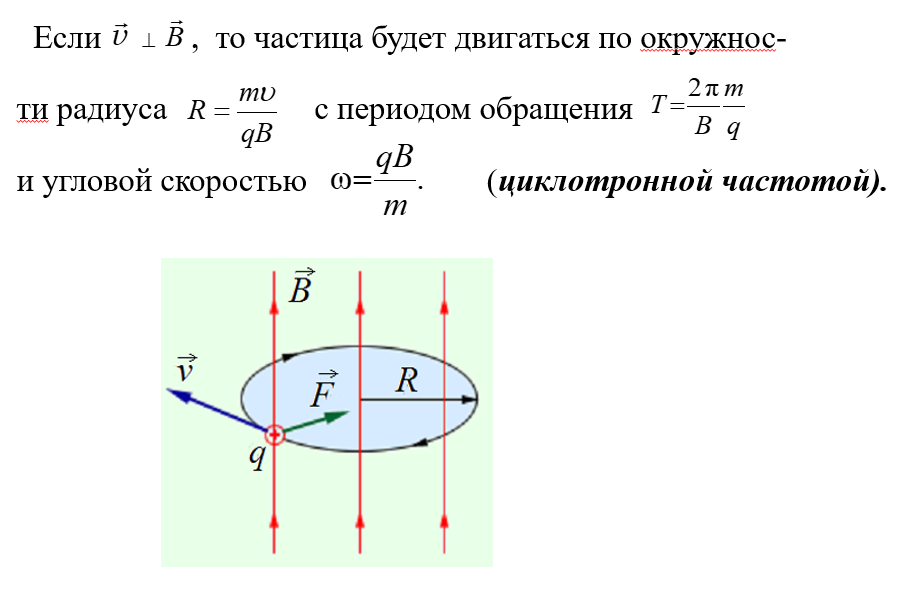 Если v⃗ ⊥ B⃗ , то частица будет двигаться по окружнос-
ти радиуса R = mυ/qB с периодом обращения T = 2π/B m/q
и угловой скоростью ω=qB/m. (циклотронной частотой).
B⃗
v⃗
F⃗
R
q